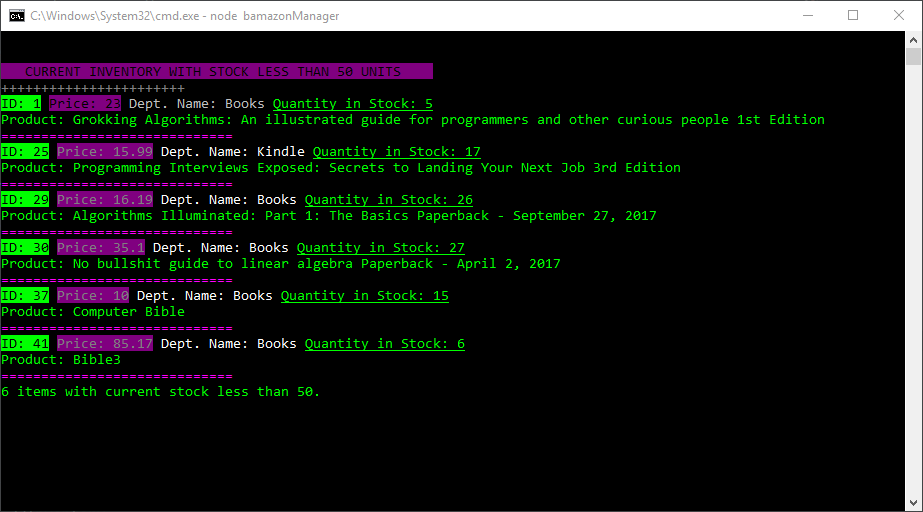 C:\Windows\System32\cmd.exe - node  bamazonManager
CURRENT INVENTORY WITH STOCK LESS THAN 50 UNITS
+++++++++++++++++++++++
ID: 1 Price: 23 Dept. Name: Books Quantity in Stock: 5
Product: Grokking Algorithms: An illustrated guide for programmers and other curious people 1st Edition
=============================
ID: 25 Price: 15.99 Dept. Name: Kindle Quantity in Stock: 17
Product: Programming Interviews Exposed: Secrets to Landing Your Next Job 3rd Edition
=============================
ID: 29 Price: 16.19 Dept. Name: Books Quantity in Stock: 26
Product: Algorithms Illuminated: Part 1: The Basics Paperback - September 27, 2017
=============================
ID: 30 Price: 35.1 Dept. Name: Books Quantity in Stock: 27
Product: No bullshit guide to linear algebra Paperback - April 2, 2017
=============================
ID: 37 Price: 10 Dept. Name: Books Quantity in Stock: 15
Product: Computer Bible
=============================
ID: 41 Price: 85.17 Dept. Name: Books Quantity in Stock: 6
Product: Bible3
=============================
6 items with current stock less than 50.